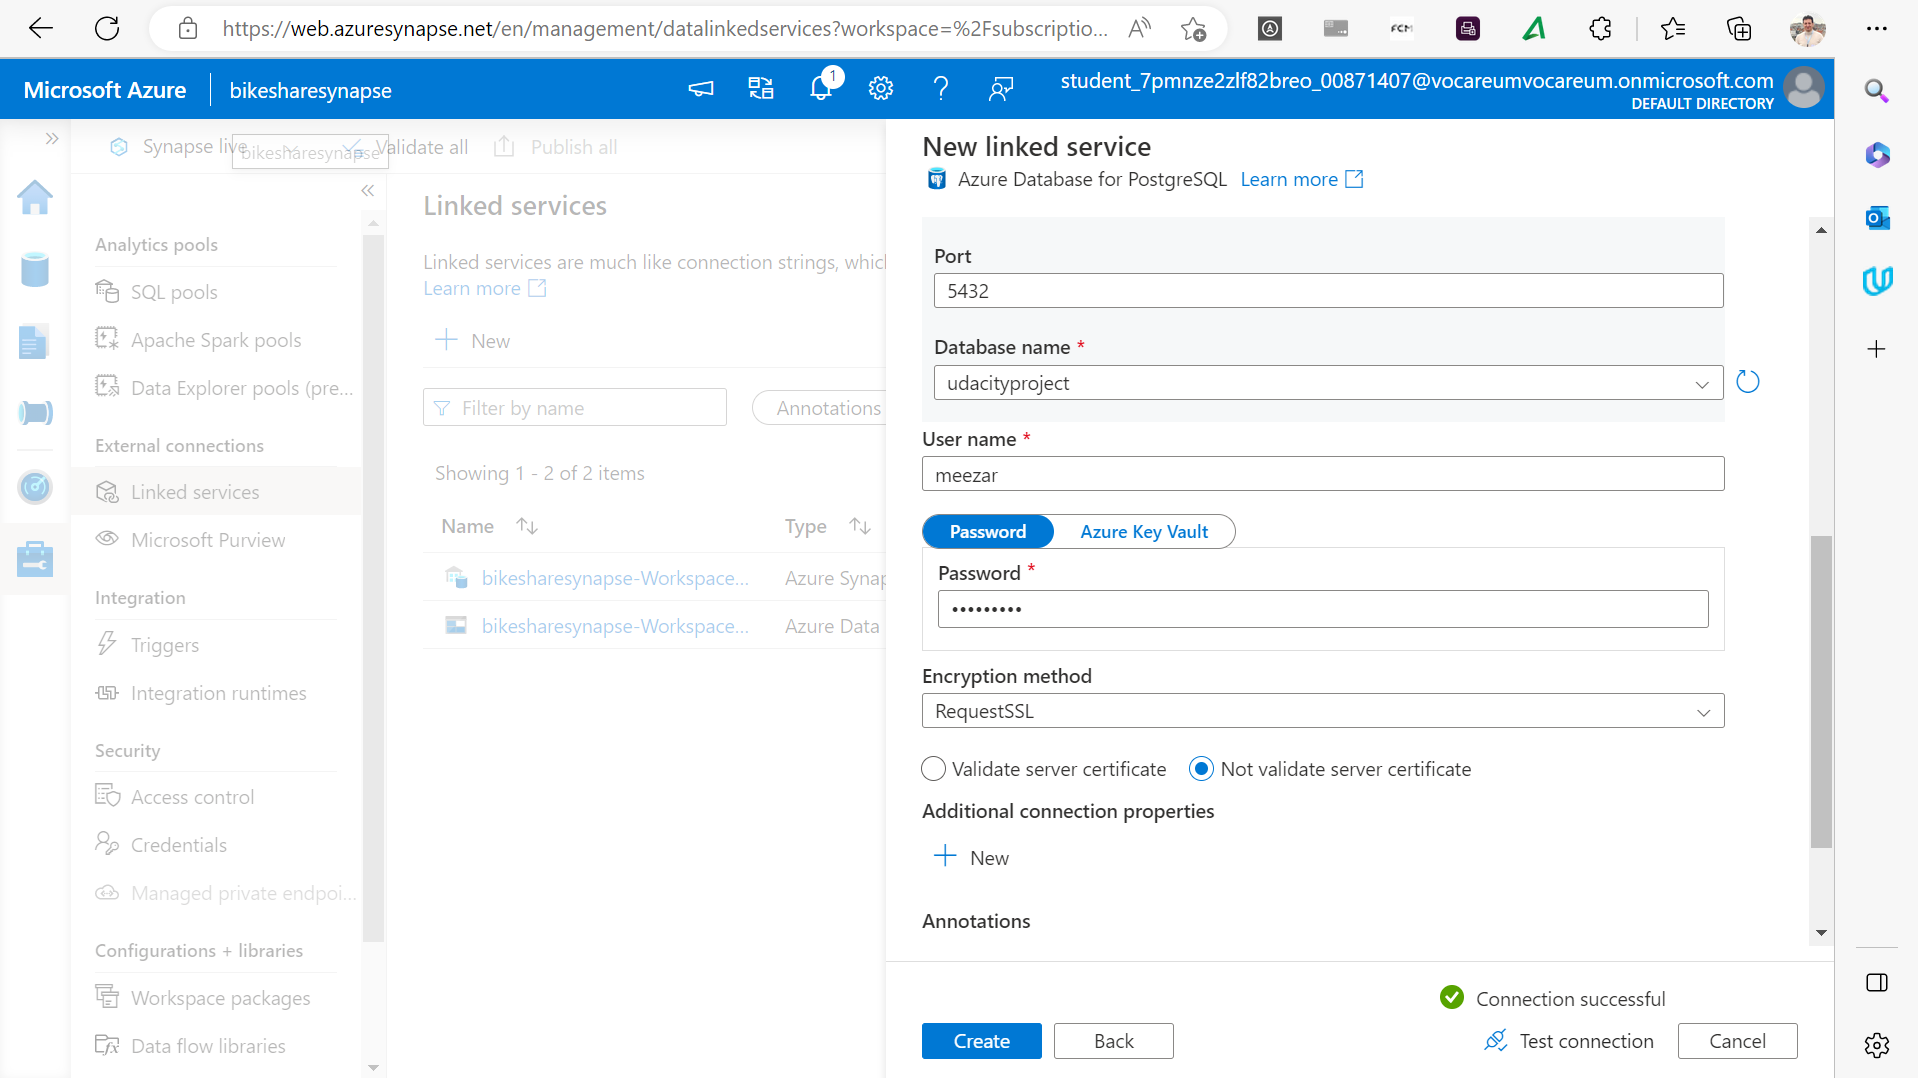 https://web.azuresynapse.net/en/management/datalinkedservices?workspace=%2Fsubscriptio...
FCM
Microsoft Azure
bikesharesynapse
1
student_7pmnze2zlf82breo_00871407@vocareumvocareum.onmicrosoft.com
DEFAULT DIRECTORY
Synapse live
bikesharesynapse
Validate all
Publish all
Analytics pools
SQL pools
Apache Spark pools
Data Explorer pools (pre...
External connections
Linked services
Microsoft Purview
Integration
Triggers
Integration runtimes
Security
Access control
Credentials
Managed private endpoi...
Configurations + libraries
Workspace packages
Data flow libraries
Linked services
Linked services are much like connection strings, whic
Learn more
New
Filter by name
Annotations
Showing 1 - 2 of 2 items
Name
Type
bikesharesynapse-Workspace...
Azure Synap
bikesharesynapse-Workspace...
Azure Data
New linked service
Azure Database for PostgreSQL
Learn more
Port
5432
Database name *
udacityproject
User name *
meezar
Password
Azure Key Vault
Password *
•••••••••
Encryption method
RequestSSL
Validate server certificate
Not validate server certificate
Additional connection properties
New
Annotations
Connection successful
Create
Back
Test connection
Cancel